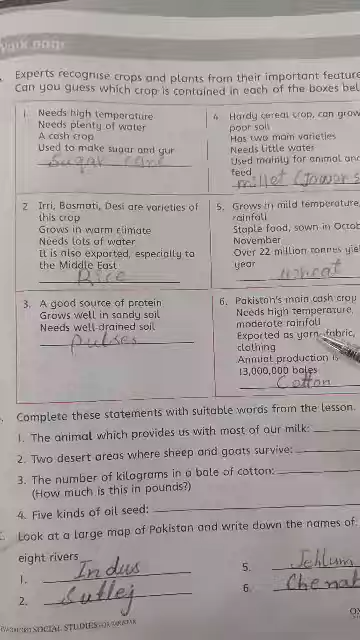 Experts recognise crops and plants from their important feature
Can you guess which crop is contained in each of the boxes bel
1. Needs high temperature
Needs plenty of water
A cash crop
Used to make sugar and gur
Sugar cane
2. Irri, Basmati, Desi are varieties of
this crop
Grows in warm climate
Needs lots of water
It is also exported, especially to
the Middle East
Rice
3. A good source of protein
Grows well in sandy soil
Needs well-drained soil
Pulses
4. Hardy cereal crop, can grow
poor soil
Has two main varieties
Needs little water
Used mainly for animal and
feed
millet (Jowar
5. Grows in mild temperature,
rainfall
Staple food, sown in Octob
November
Over 22 million tonnes yie
year
wheat
6. Pakistan's main cash crop
Needs High temperature,
moderate rainfall
Exported as yarn, fabric,
clothing
Annual production is
13,000,000 bales
Cotton
Complete these statements with suitable words from the lesson.
1. The animal which provides us with most of our milk:
2. Two desert areas where sheep and goats survive:
3. The number of kilograms in a bale of cotton:
(How much is this in pounds?)
4. Five kinds of oil seed:
Look at a large map of Pakistan and write down the names of:
eight rivers
1. Indus
2. Sutlej
5. Jehlum
6. Chenab
SOCIAL STUDIES FOR PAKISTAN